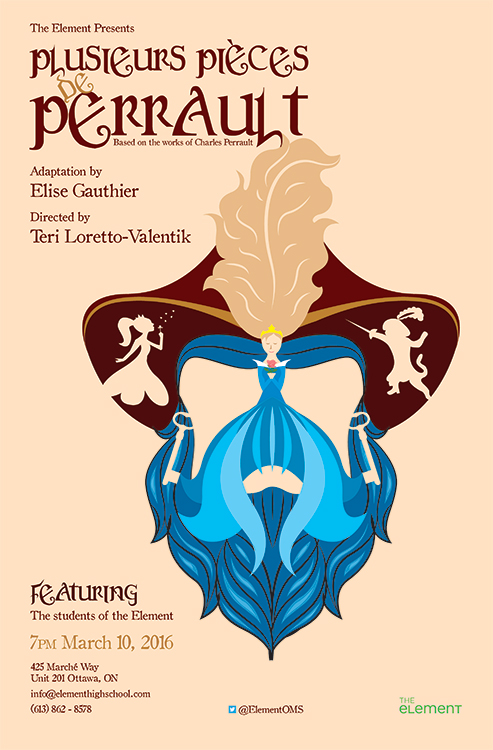 The Element Presents
PLUSIEURS PIÈCES
DE
PERRAULT
Based on the works of Charles Perrault
Adaptation by
Elise Gauthier
Directed by
Teri Loretto-Valentik
FEATURING
The students of the Element
7PM March 10, 2016
425 Marché Way
Unit 201 Ottawa, ON
info@elementhighschool.com
(613) 862 - 8578
@ElementOMS
THE
ELEMENT